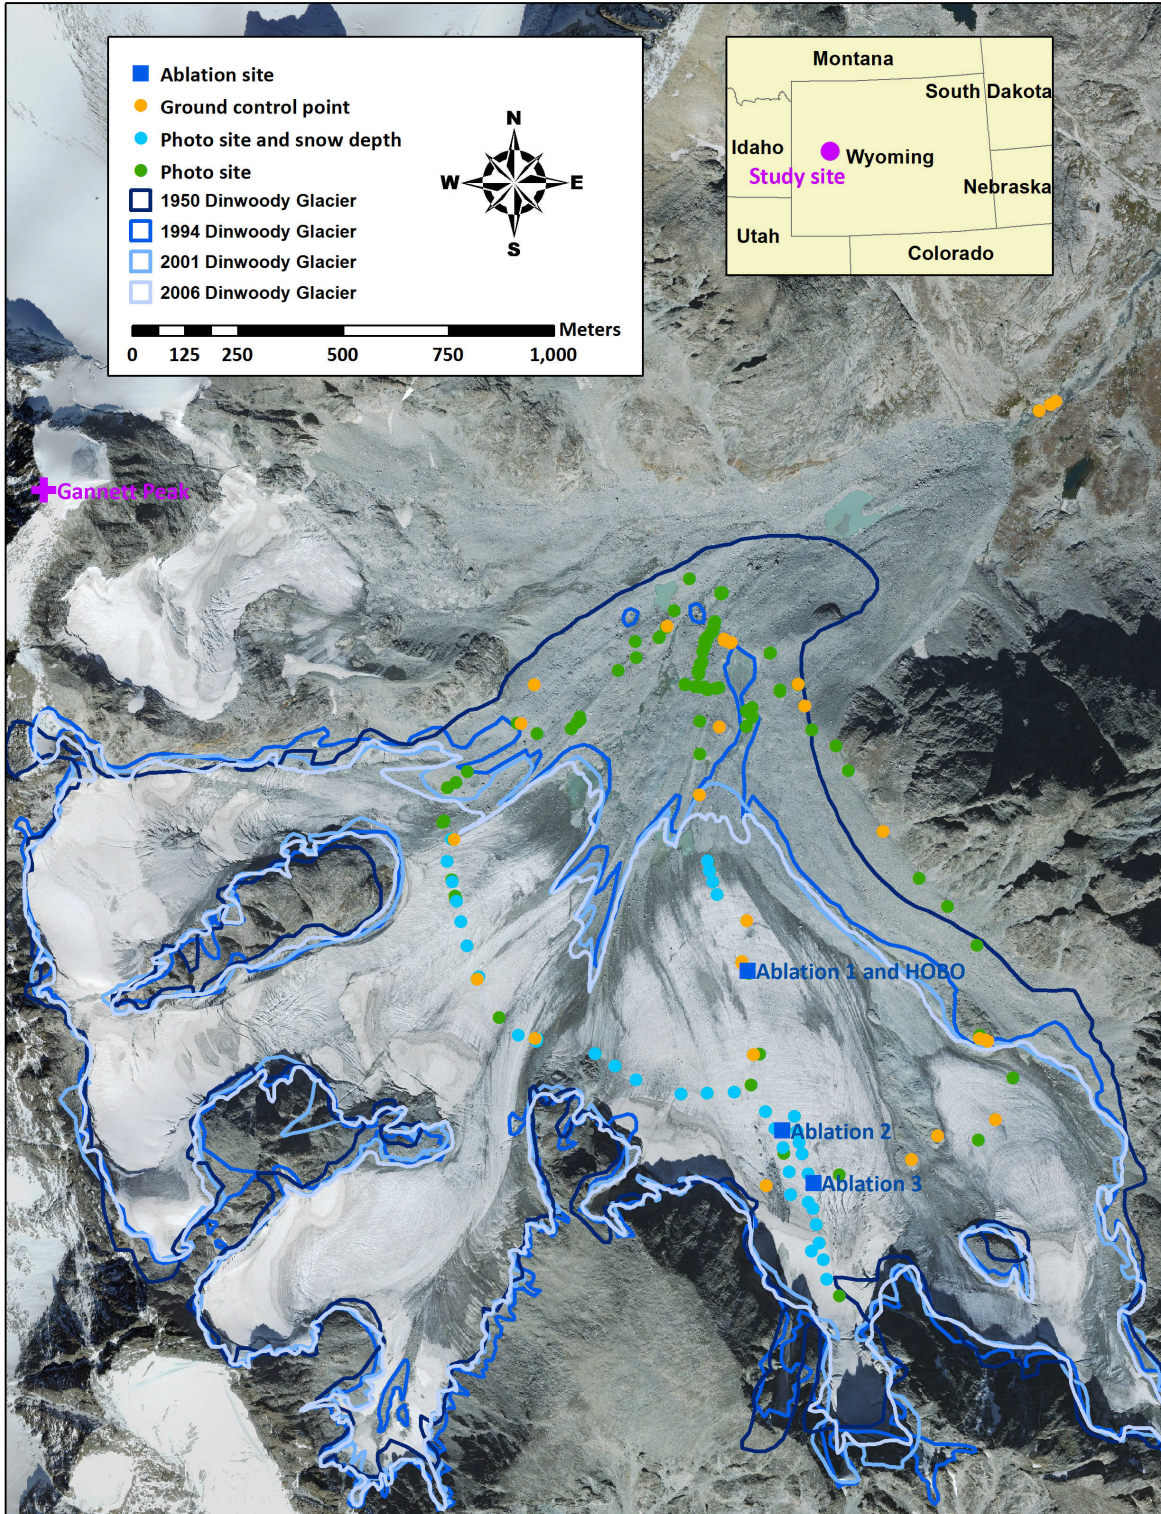 Ablation site
Ground control point
Photo site and snow depth
Photo site
1950 Dinwoody Glacier
1994 Dinwoody Glacier
2001 Dinwoody Glacier
2006 Dinwoody Glacier
Meters
0 125 250 500 750 1,000
N
W E
S
Montana
South Dakota
Idaho
Wyoming
Study site
Nebraska
Utah
Colorado
Gannett Peak
Ablation 1 and HOBO
Ablation 2
Ablation 3